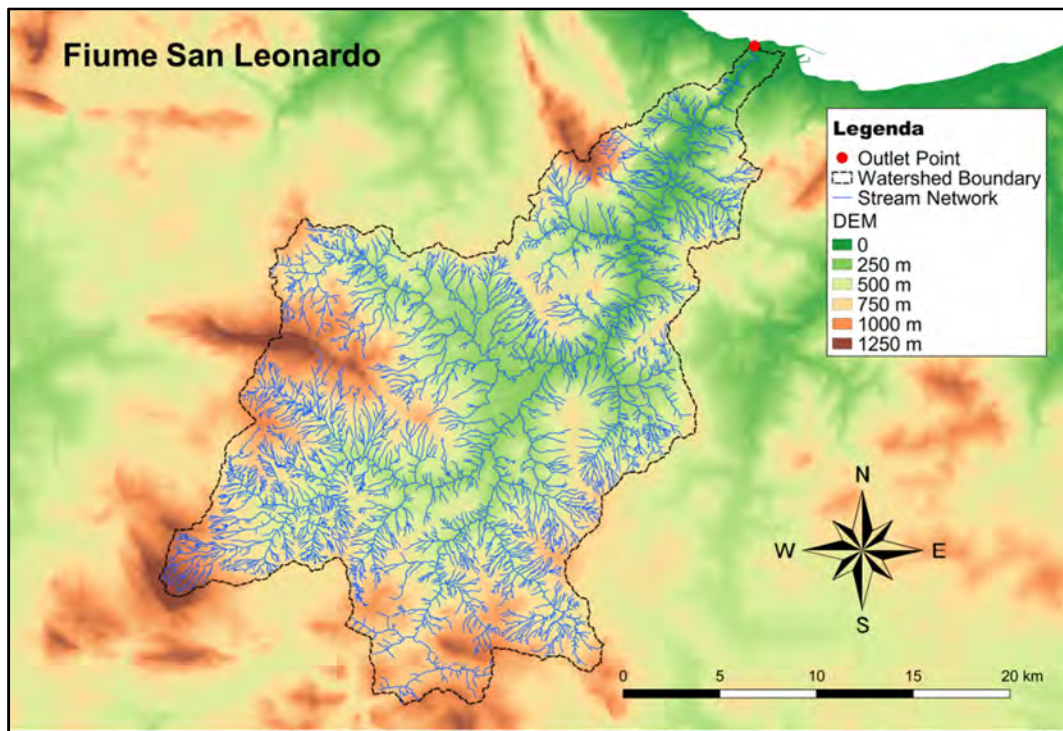 Fiume San Leonardo
Legenda
Outlet Point
Watershed Boundary
Stream Network
DEM
0
250 m
500 m
750 m
1000 m
1250 m
N
W E
S
0 5 10 15 20 km